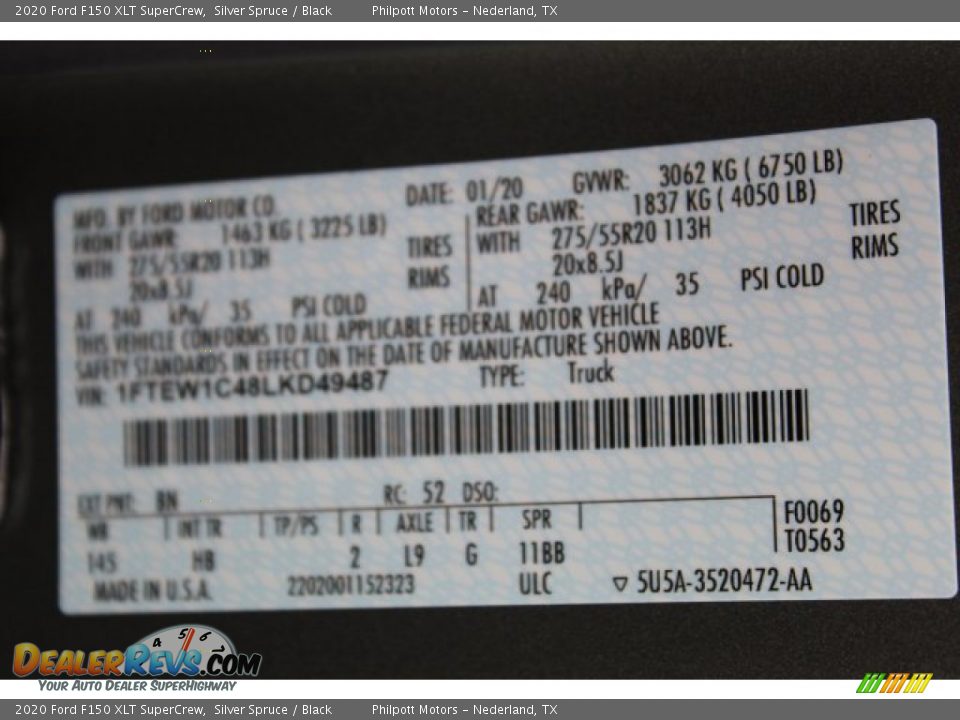 2020 Ford F150 XLT SuperCrew, Silver Spruce / Black Philpott Motors – Nederland, TX
MFD. BY FORD MOTOR CO. DATE: 01/20 GVWR: 3062 KG ( 6750 LB)
FRONT GAWR: 1463 KG ( 3225 LB) REAR GAWR: 1837 KG ( 4050 LB)
WITH 275/55R20 113H TIRES WITH 275/55R20 113H TIRES
20x8.5J RIMS 20x8.5J RIMS
AT 240 kPa/ 35 PSI COLD AT 240 kPa/ 35 PSI COLD
THIS VEHICLE CONFORMS TO ALL APPLICABLE FEDERAL MOTOR VEHICLE
SAFETY STANDARDS IN EFFECT ON THE DATE OF MANUFACTURE SHOWN ABOVE.
VIN: 1FTEW1C48LKD49487 TYPE: Truck
EXT PNT: BN RC: 52 DSO:
WB INT TR TP/PS R AXLE TR SPR F0069
145 HB 2 L9 G 11BB T0563
MADE IN U.S.A. 2202001152323 ULC ▽ 5U5A-3520472-AA
4 5 6
DEALERREVS.COM
YOUR AUTO DEALER SUPERHIGHWAY
2020 Ford F150 XLT SuperCrew, Silver Spruce / Black Philpott Motors – Nederland, TX